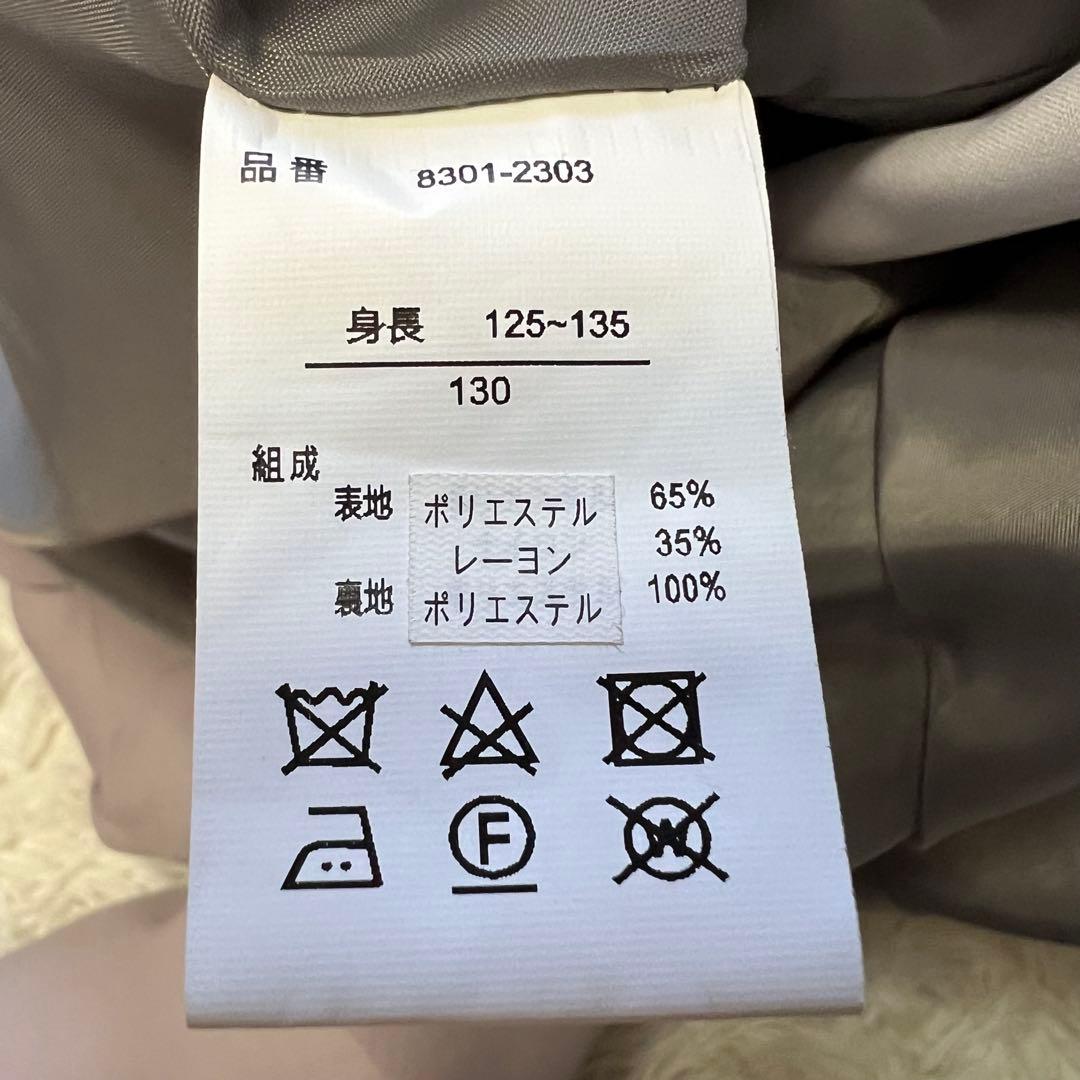 品番 8301-2303
身長 125~135
130
組成
表地 ポリエステル 65%
レーヨン 35%
裏地 ポリエステル 100%
F
W